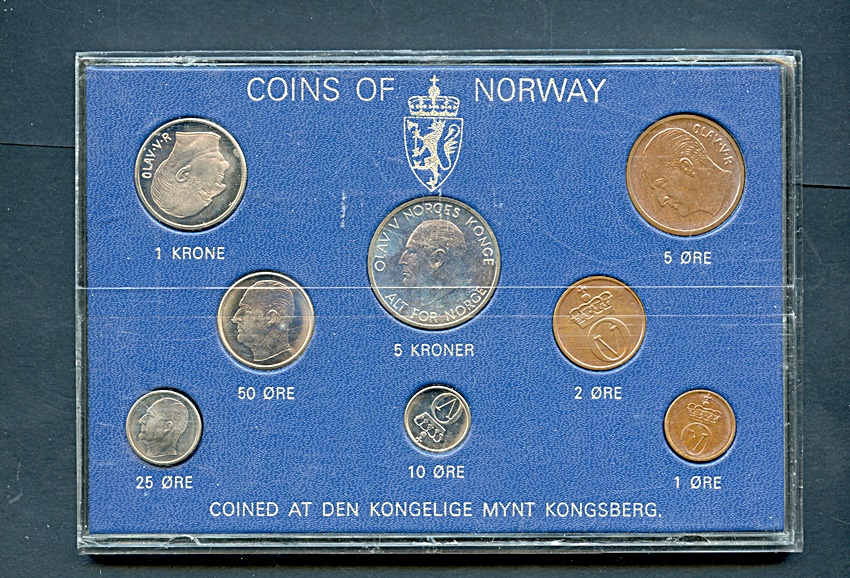 COINS OF NORWAY
OLAV·V·R
1 KRONE
OLAV V NORGES KONGE
ALT FOR NORGE
5 KRONER
OLAV·V·R
5 ØRE
50 ØRE
V
2 ØRE
25 ØRE
V
10 ØRE
V
1 ØRE
COINED AT DEN KONGELIGE MYNT KONGSBERG.